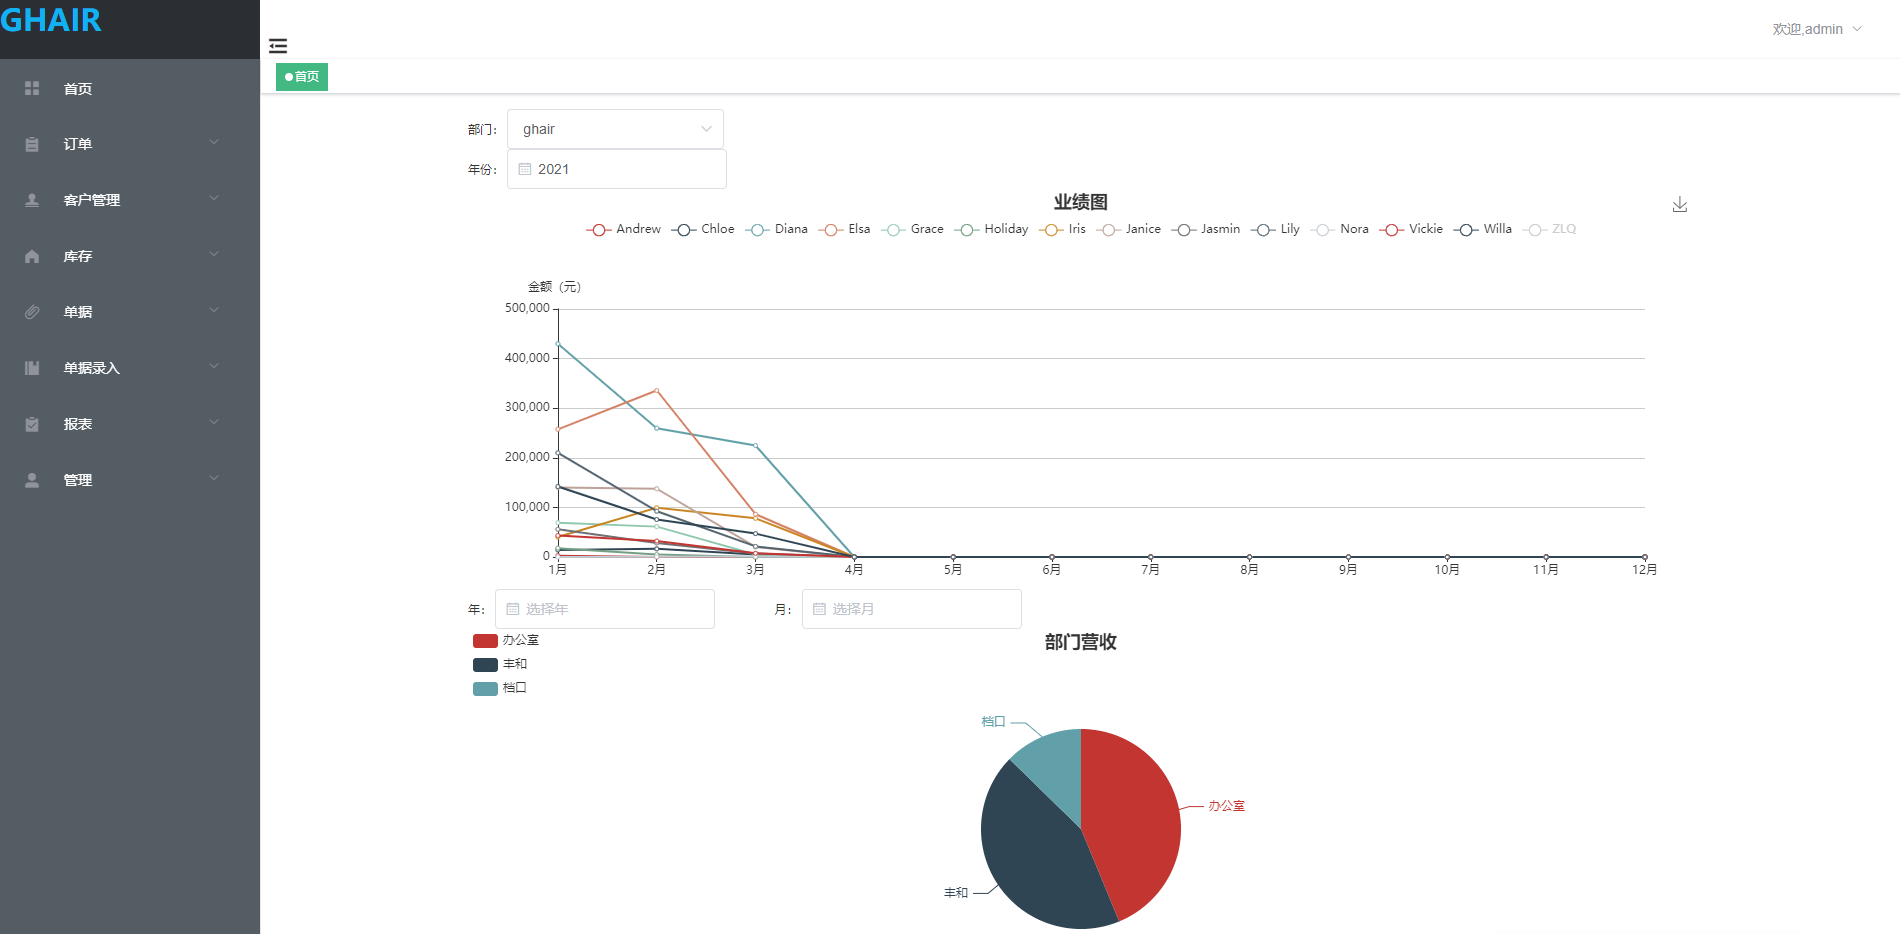 GHAIR
欢迎,admin
首页
首页
订单
客户管理
库存
单据
单据录入
报表
管理
部门: ghair
年份: 2021
业绩图
Andrew Chloe Diana Elsa Grace Holiday Iris Janice Jasmin Lily Nora Vickie Willa ZLQ
金额（元）
500,000
400,000
300,000
200,000
100,000
0
1月 2月 3月 4月 5月 6月 7月 8月 9月 10月 11月 12月
年: 选择年 月: 选择月
部门营收
办公室
丰和
档口
档口
办公室
丰和